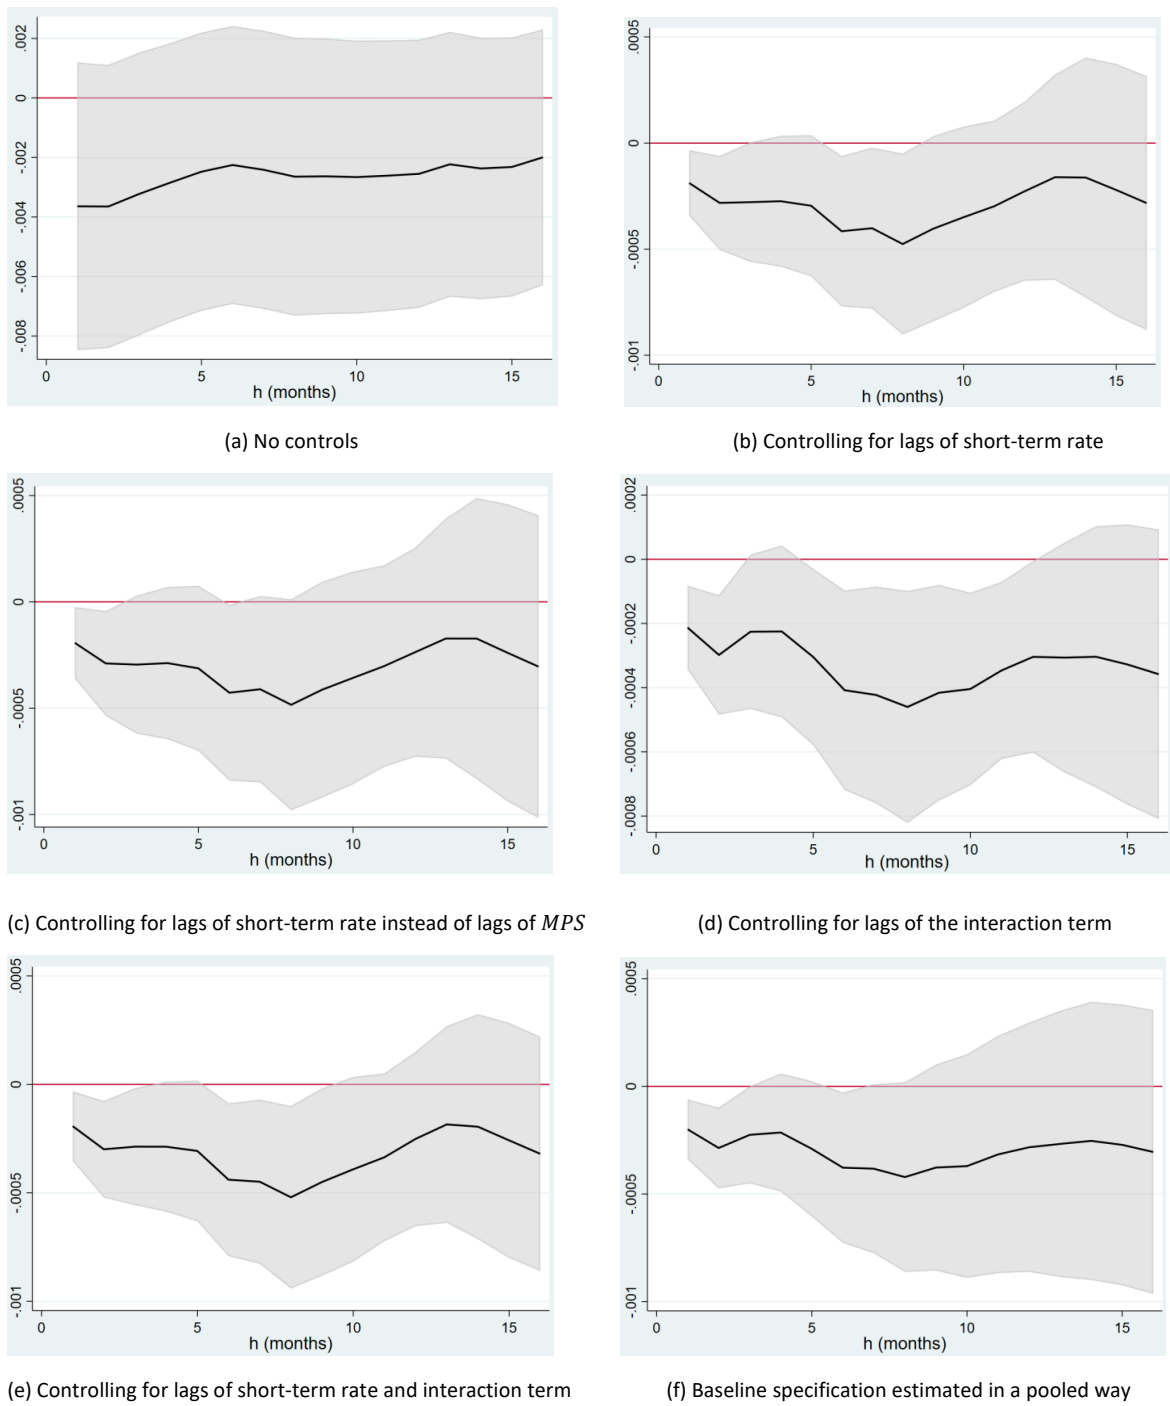 .002
0
-.002
-.004
-.006
-.008
0 5 10 15
h (months)
(a) No controls
.0005
0
-.0005
-.001
0 5 10 15
h (months)
(b) Controlling for lags of short-term rate
.0005
0
-.0005
-.001
0 5 10 15
h (months)
(c) Controlling for lags of short-term rate instead of lags of MPS
.0002
0
-.0002
-.0004
-.0006
-.0008
0 5 10 15
h (months)
(d) Controlling for lags of the interaction term
.0005
0
-.0005
-.001
0 5 10 15
h (months)
(e) Controlling for lags of short-term rate and interaction term
.0005
0
-.0005
-.001
0 5 10 15
h (months)
(f) Baseline specification estimated in a pooled way